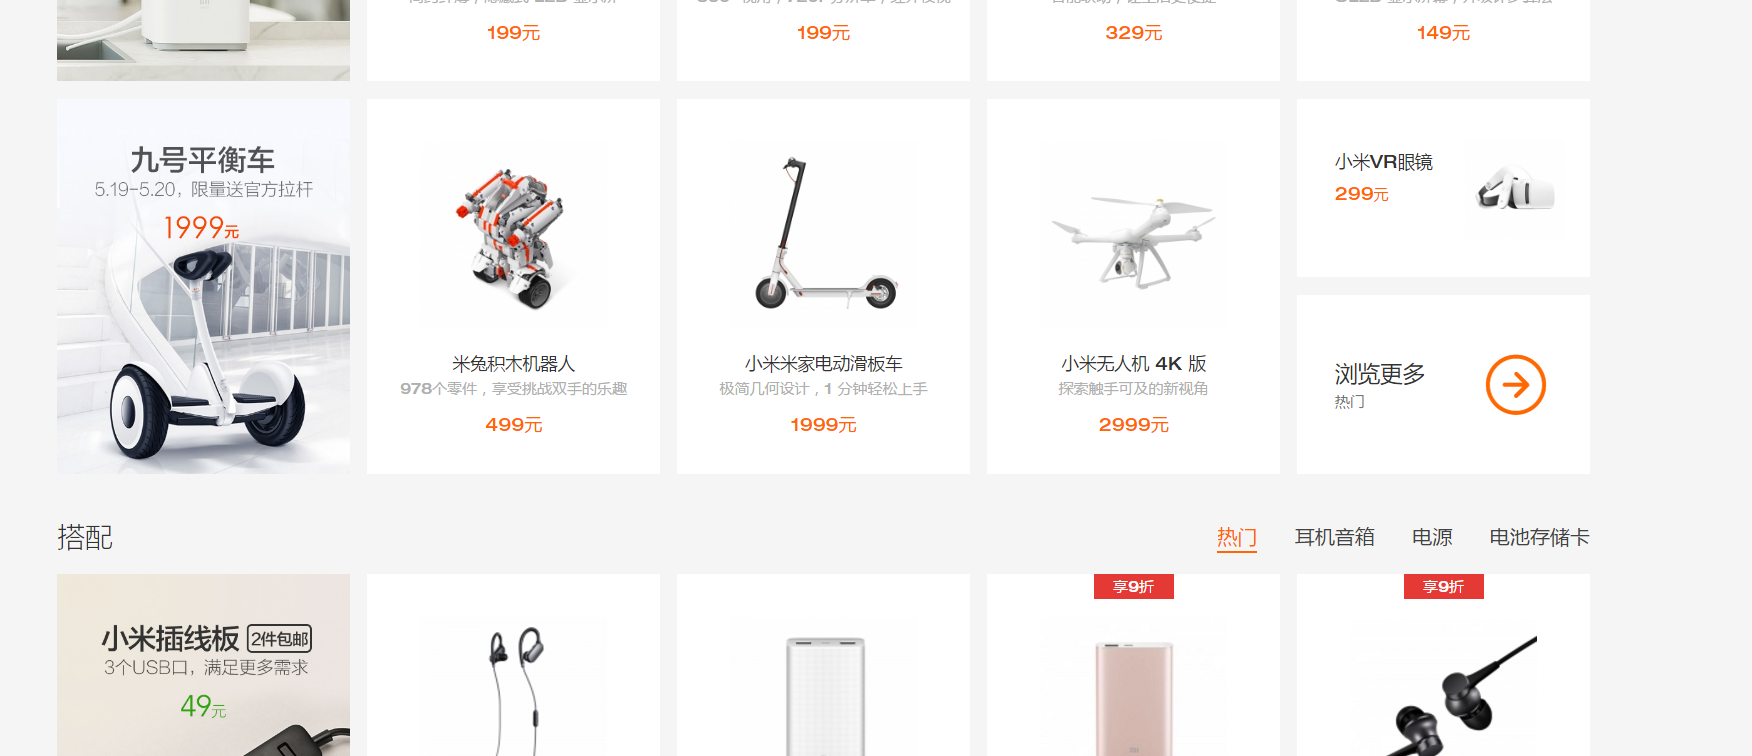 199元
199元
329元
149元
九号平衡车
5.19-5.20，限量送官方拉杆
1999元
米兔积木机器人
978个零件，享受挑战双手的乐趣
499元
小米米家电动滑板车
极简几何设计，1 分钟轻松上手
1999元
小米无人机 4K 版
探索触手可及的新视角
2999元
小米VR眼镜
299元
浏览更多
热门
搭配
热门 耳机音箱 电源 电池存储卡
小米插线板 2件包邮
3个USB口，满足更多需求
49元
享9折
享9折